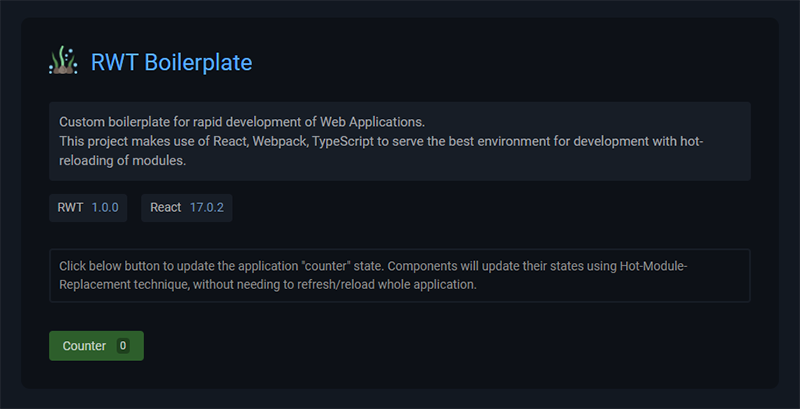 RWT Boilerplate
Custom boilerplate for rapid development of Web Applications.
This project makes use of React, Webpack, TypeScript to serve the best environment for development with hot-
reloading of modules.
RWT 1.0.0 React 17.0.2
Click below button to update the application "counter" state. Components will update their states using Hot-Module-
Replacement technique, without needing to refresh/reload whole application.
Counter 0